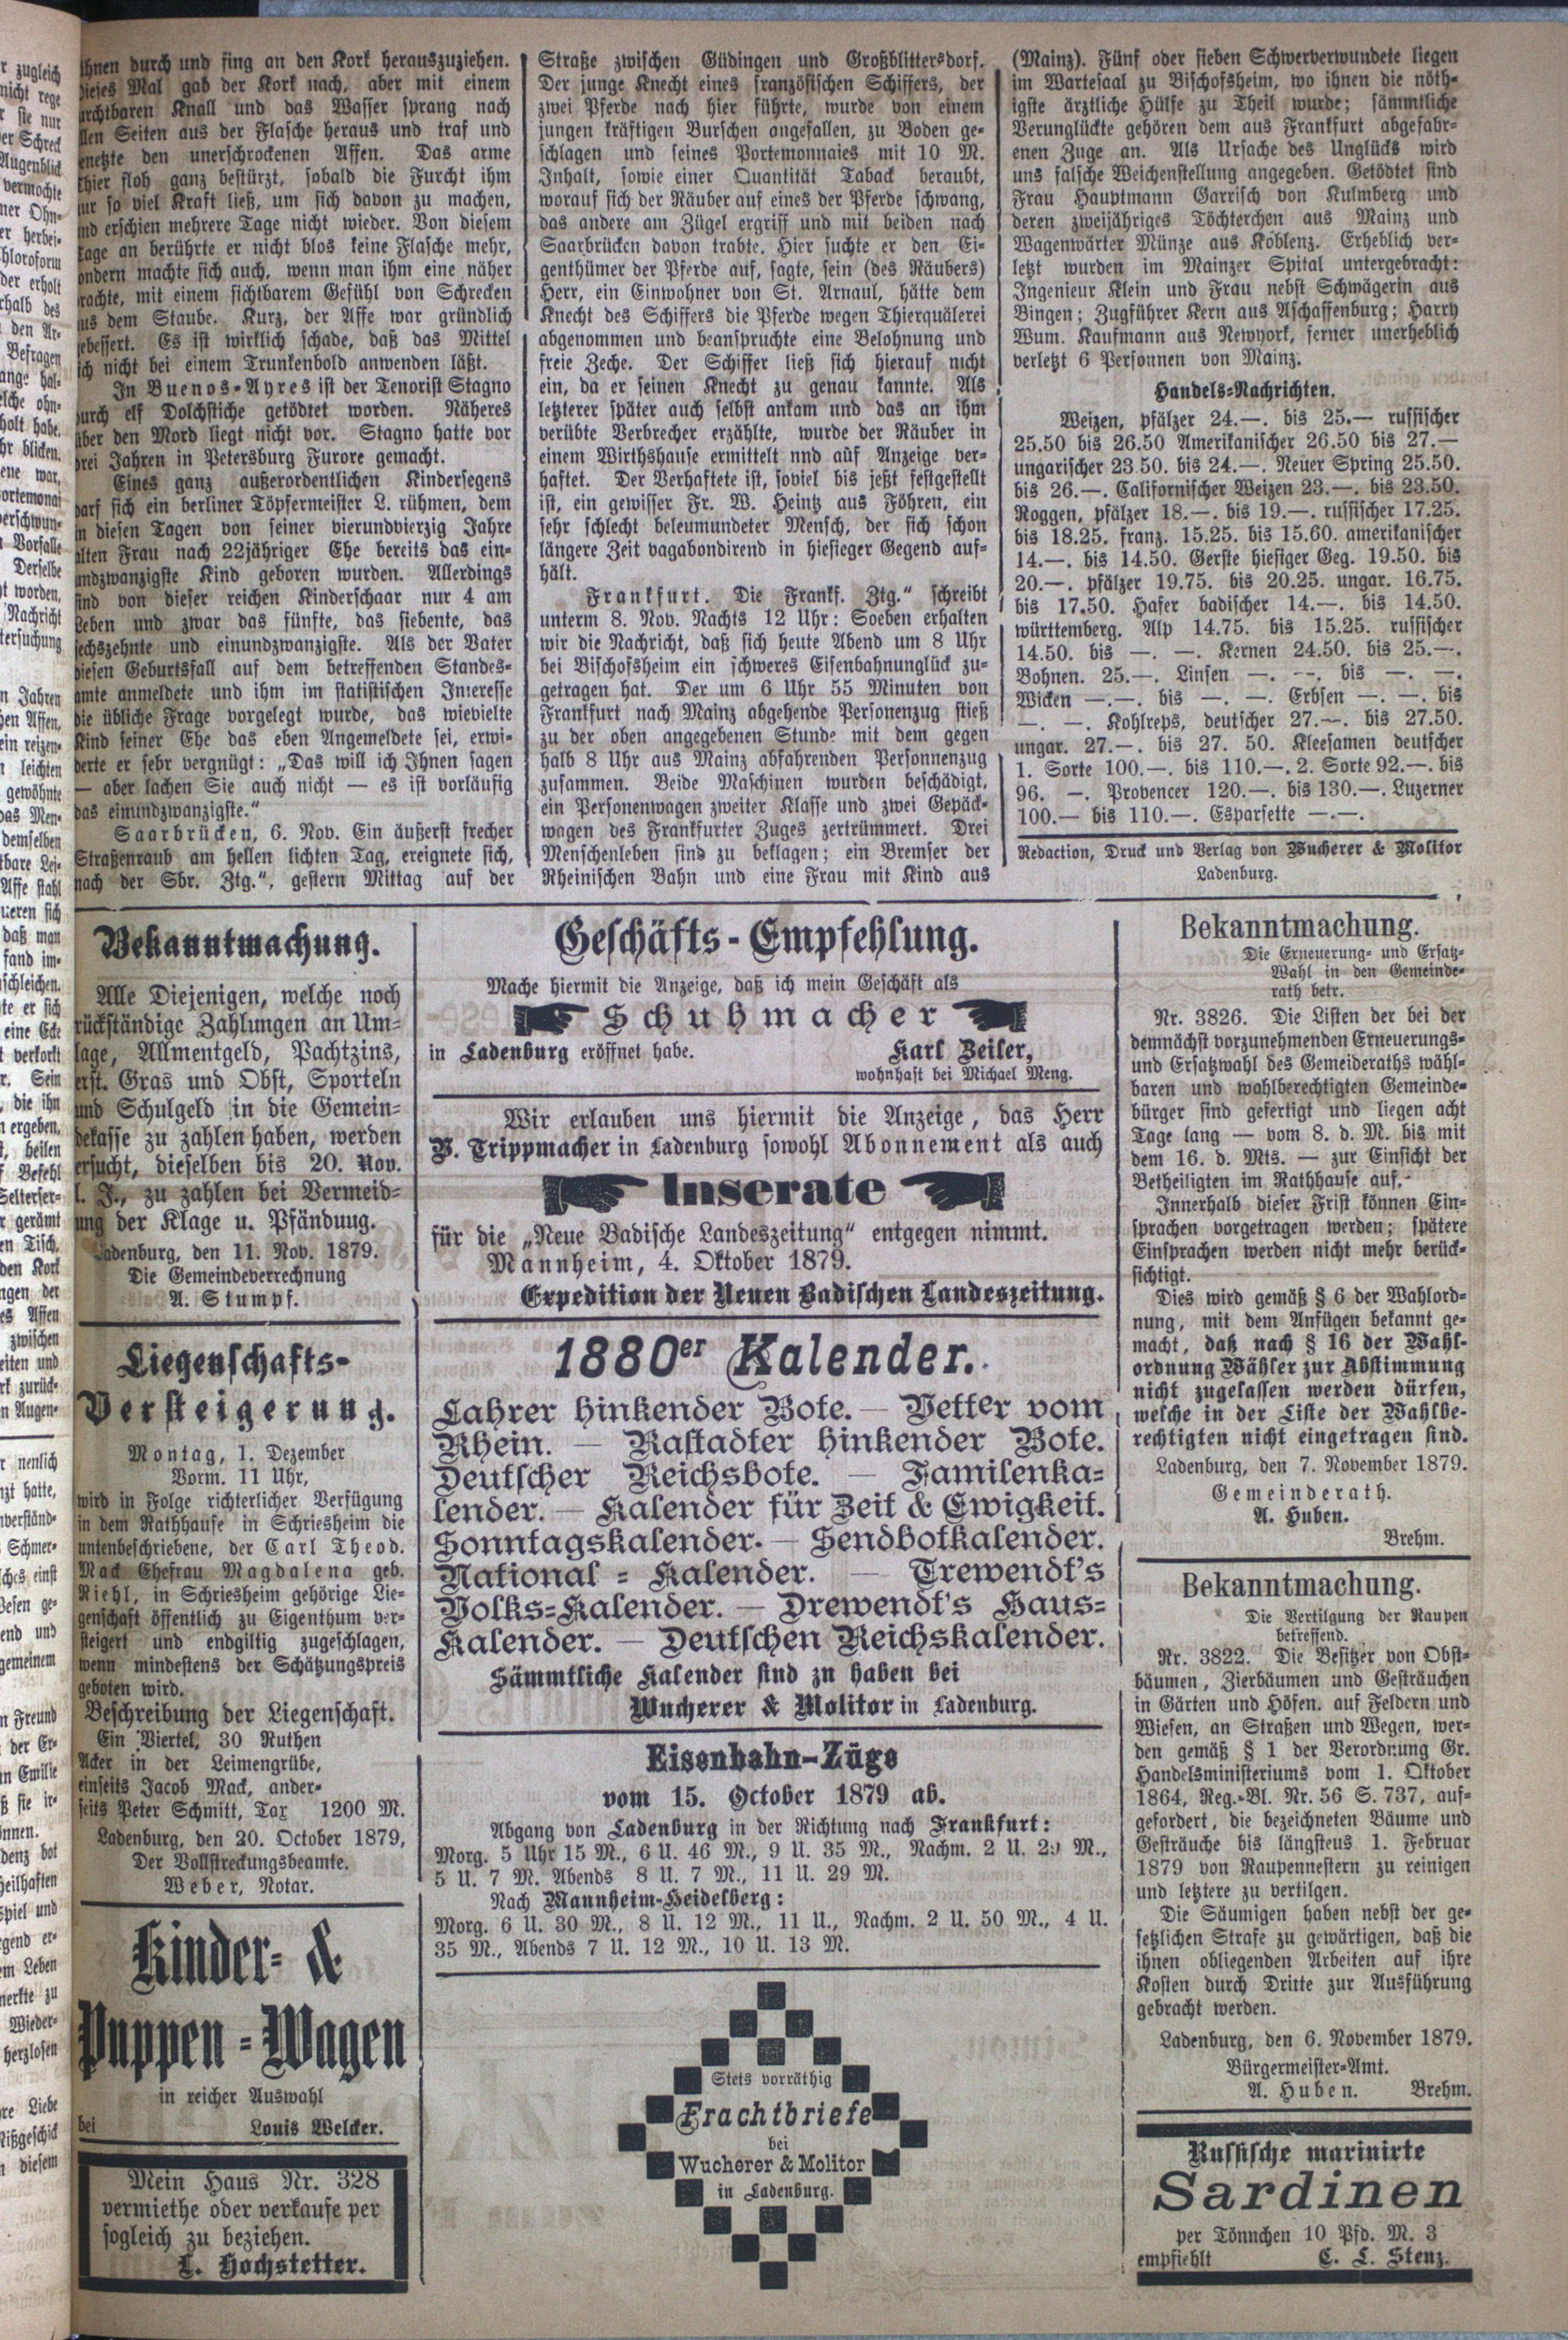 ihnen durch und fing an den Kork herauszuziehen.
dieses Mal gab der Kork nach, aber mit einem
furchtbaren Knall und das Wasser sprang nach
allen Seiten aus der Flasche heraus und traf und
benetzte den unerschrockenen Affen. Das arme
Thier floh ganz bestürzt, sobald die Furcht ihm
nur so viel Kraft ließ, um sich davon zu machen,
und erschien mehrere Tage nicht wieder. Von diesem
Tage an berührte er nicht blos keine Flasche mehr,
sondern machte sich auch, wenn man ihm eine näher
brachte, mit einem sichtbarem Gefühl von Schrecken
aus dem Staube. Kurz, der Affe war gründlich
gebessert. Es ist wirklich schade, daß das Mittel
sich nicht bei einem Trunkenbold anwenden läßt.
In Buenos-Ayres ist der Tenorist Stagno
durch elf Dolchstiche getödtet worden. Näheres
über den Mord liegt nicht vor. Stagno hatte vor
drei Jahren in Petersburg Furore gemacht.
Eines ganz außerordentlichen Kindersegens
darf sich ein berliner Töpfermeister L. rühmen, dem
in diesen Tagen von seiner vierundvierzig Jahre
alten Frau nach 22jähriger Ehe bereits das ein-
undzwanzigste Kind geboren wurden. Allerdings
sind von dieser reichen Kinderschaar nur 4 am
Leben und zwar das fünfte, das siebente, das
sechszehnte und einundzwanzigste. Als der Vater
diesen Geburtsfall auf dem betreffenden Standes-
amte anmeldete und ihm im statistischen Interesse
die übliche Frage vorgelegt wurde, das wievielte
Kind seiner Ehe das eben Angemeldete sei, erwi-
derte er sehr vergnügt: „Das will ich Ihnen sagen
— aber lachen Sie auch nicht — es ist vorläufig
das einundzwanzigste.“
Saarbrücken, 6. Nov. Ein äußerst frecher
Straßenraub am hellen lichten Tag, ereignete sich,
nach der Sbr. Ztg.“, gestern Mittag auf der
Straße zwischen Güdingen und Großblittersdorf.
Der junge Knecht eines französischen Schiffers, der
zwei Pferde nach hier führte, wurde von einem
jungen kräftigen Burschen angefallen, zu Boden ge-
schlagen und seines Portemonnaies mit 10 M.
Inhalt, sowie einer Quantität Taback beraubt,
worauf sich der Räuber auf eines der Pferde schwang,
das andere am Zügel ergriff und mit beiden nach
Saarbrücken davon trabte. Hier suchte er den Ei-
genthümer der Pferde auf, sagte, sein (des Räubers)
Herr, ein Einwohner von St. Arnaul, hätte dem
Knecht des Schiffers die Pferde wegen Thierquälerei
abgenommen und beanspruchte eine Belohnung und
freie Zeche. Der Schiffer ließ sich hierauf nicht
ein, da er seinen Knecht zu genau kannte. Als
letzterer später auch selbst ankam und das an ihm
verübte Verbrecher erzählte, wurde der Räuber in
einem Wirthshause ermittelt nnd auf Anzeige ver-
haftet. Der Verhaftete ist, soviel bis jetzt festgestellt
ist, ein gewisser Fr. W. Heintz aus Föhren, ein
sehr schlecht beleumundeter Mensch, der sich schon
längere Zeit vagabondirend in hiesieger Gegend auf-
hält.
Frankfurt. Die Frankf. Ztg.“ schreibt
unterm 8. Nov. Nachts 12 Uhr: Soeben erhalten
wir die Nachricht, daß sich heute Abend um 8 Uhr
bei Bischofsheim ein schweres Eisenbahnunglück zu-
getragen hat. Der um 6 Uhr 55 Minuten von
Frankfurt nach Mainz abgehende Personenzug stieß
zu der oben angegebenen Stunde mit dem gegen
halb 8 Uhr aus Mainz abfahrenden Personnenzug
zusammen. Beide Maschinen wurden beschädigt,
ein Personenwagen zweiter Klasse und zwei Gepäck-
wagen des Frankfurter Zuges zertrümmert. Drei
Menschenleben sind zu beklagen; ein Bremser der
Rheinischen Bahn und eine Frau mit Kind aus
(Mainz). Fünf oder sieben Schwerverwundete liegen
im Wartesaal zu Bischofsheim, wo ihnen die nöth-
igste ärztliche Hülfe zu Theil wurde; sämmtliche
Verunglückte gehören dem aus Frankfurt abgefahr-
enen Zuge an. Als Ursache des Unglücks wird
uns falsche Weichenstellung angegeben. Getödtet sind
Frau Hauptmann Garrisch von Kulmberg und
deren zweijähriges Töchterchen aus Mainz und
Wagenwärter Münze aus Koblenz. Erheblich ver-
letzt wurden im Mainzer Spital untergebracht:
Ingenieur Klein und Frau nebst Schwägerin aus
Bingen; Zugführer Kern aus Aschaffenburg; Harry
Wum. Kaufmann aus Newyork, ferner unerheblich
verletzt 6 Personnen von Mainz.
Handels-Nachrichten.
Weizen, pfälzer 24.—. bis 25.— russischer
25.50 bis 26.50 Amerikanischer 26.50 bis 27.—
ungarischer 23.50. bis 24.—. Neuer Spring 25.50.
bis 26.—. Californischer Weizen 23.—. bis 23.50.
Roggen, pfälzer 18.—. bis 19.—. russischer 17.25.
bis 18.25. franz. 15.25. bis 15.60. amerikanischer
14.—. bis 14.50. Gerste hiesiger Geg. 19.50. bis
20.—. pfälzer 19.75. bis 20.25. ungar. 16.75.
bis 17.50. Hafer badischer 14.—. bis 14.50.
württemberg. Alp 14.75. bis 15.25. russischer
14.50. bis —. —. Kernen 24.50. bis 25.—.
Bohnen. 25.—. Linsen —. —. bis —. —.
Wicken —.—. bis —. —. Erbsen —. —. bis
—. —. Kohlreps, deutscher 27.—. bis 27.50.
ungar. 27.—. bis 27. 50. Kleesamen deutscher
1. Sorte 100.—. bis 110.—. 2. Sorte 92.—. bis
96. —. Provencer 120.—. bis 130.—. Luzerner
100.— bis 110.—. Esparsette —.—.
Redaction, Druck und Verlag von Wucherer & Molitor
Ladenburg.
Bekanntmachung.
Alle Diejenigen, welche noch
rückständige Zahlungen an Um-
lage, Allmentgeld, Pachtzins,
erst. Gras und Obst, Sporteln
und Schulgeld in die Gemein-
dekasse zu zahlen haben, werden
ersucht, dieselben bis 20. Nov.
l. J., zu zahlen bei Vermeid-
ung der Klage u. Pfändung.
Ladenburg, den 11. Nov. 1879.
Die Gemeindeverrechnung
A. Stumpf.
Liegenschafts-
Versteigerung.
Montag, 1. Dezember
Vorm. 11 Uhr,
wird in Folge richterlicher Verfügung
in dem Rathhause in Schriesheim die
untenbeschriebene, der Carl Theod.
Mack Ehefrau Magdalena geb.
Riehl, in Schriesheim gehörige Lie-
genschaft öffentlich zu Eigenthum ver-
steigert und endgiltig zugeschlagen,
wenn mindestens der Schätzungspreis
geboten wird.
Beschreibung der Liegenschaft.
Ein Viertel, 30 Ruthen
Acker in der Leimengrübe,
einseits Jacob Mack, ander-
seits Peter Schmitt, Tax 1200 M.
Ladenburg, den 20. October 1879,
Der Vollstreckungsbeamte.
Weber, Notar.
Kinder- &
Puppen-Wagen
in reicher Auswahl
bei Louis Welcker.
Mein Haus Nr. 328
vermiethe oder verkaufe per
sogleich zu beziehen.
L. Hochstetter.
Geschäfts-Empfehlung.
Mache hiermit die Anzeige, daß ich mein Geschäft als
Schuhmacher
in Ladenburg eröffnet habe. Karl Zeiler,
wohnhaft bei Michael Meng.
Wir erlauben uns hiermit die Anzeige, das Herr
B. Trippmacher in Ladenburg sowohl Abonnement als auch
Inserate
für die „Neue Badische Landeszeitung“ entgegen nimmt.
Mannheim, 4. Oktober 1879.
Expedition der Neuen Badischen Landeszeitung.
1880er Kalender.
Lahrer hinkender Bote. — Vetter vom
Rhein. — Rastadter hinkender Bote.
Deutscher Reichsbote. — Familenka-
lender. — Kalender für Zeit & Ewigkeit.
Sonntagskalender. — Sendbotkalender.
National-Kalender. — Trewendt's
Volks-Kalender. — Drewendt's Haus-
Kalender. — Deutschen Reichskalender.
Sämmtliche Kalender sind zu haben bei
Wucherer & Molitor in Ladenburg.
Eisenbahn-Züge
vom 15. October 1879 ab.
Abgang von Ladenburg in der Richtung nach Frankfurt:
Morg. 5 Uhr 15 M., 6 U. 46 M., 9 U. 35 M., Nachm. 2 U. 29 M.,
5 U. 7 M. Abends 8 U. 7 M., 11 U. 29 M.
Nach Mannheim-Heidelberg:
Morg. 6 U. 30 M., 8 U. 12 M., 11 U., Nachm. 2 U. 50 M., 4 U.
35 M., Abends 7 U. 12 M., 10 U. 13 M.
Stets vorräthig
Frachtbriefe
bei
Wucherer & Molitor
in Ladenburg.
Bekanntmachung.
Die Erneuerung- und Ersatz-
Wahl in den Gemeinde-
rath betr.
Nr. 3826. Die Listen der bei der
demnächst vorzunehmenden Erneuerungs-
und Ersatzwahl des Gemeideraths wähl-
baren und wahlberechtigten Gemeinde-
bürger sind gefertigt und liegen acht
Tage lang — vom 8. d. M. bis mit
dem 16. d. Mts. — zur Einsicht der
Betheiligten im Rathhause auf.
Innerhalb dieser Frist können Ein-
sprachen vorgetragen werden; spätere
Einsprachen werden nicht mehr berück-
sichtigt.
Dies wird gemäß § 6 der Wahlord-
nung, mit dem Anfügen bekannt ge-
macht, daß nach § 16 der Wahl-
ordnung Wähler zur Abstimmung
nicht zugelassen werden dürfen,
welche in der Liste der Wahlbe-
rechtigten nicht eingetragen sind.
Ladenburg, den 7. November 1879.
Gemeinderath.
A. Huben.
Brehm.
Bekanntmachung.
Die Vertilgung der Raupen
betreffend.
Nr. 3822. Die Besitzer von Obst-
bäumen, Zierbäumen und Gesträuchen
in Gärten und Höfen. auf Feldern und
Wiesen, an Straßen und Wegen, wer-
den gemäß § 1 der Verordnung Gr.
Handelsministeriums vom 1. Oktober
1864, Reg.-Bl. Nr. 56 S. 737, auf-
gefordert, die bezeichneten Bäume und
Gesträuche bis längsteus 1. Februar
1879 von Raupennestern zu reinigen
und letztere zu vertilgen.
Die Säumigen haben nebst der ge-
setzlichen Strafe zu gewärtigen, daß die
ihnen obliegenden Arbeiten auf ihre
Kosten durch Dritte zur Ausführung
gebracht werden.
Ladenburg, den 6. November 1879.
Bürgermeister-Amt.
A. Huben. Brehm.
Russische marinirte
Sardinen
per Tönnchen 10 Pfd. M. 3
empfiehlt C. L. Stenz.